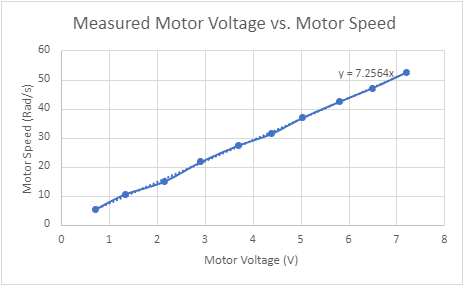 Measured Motor Voltage vs. Motor Speed
60
50
40
30
20
10
0
Motor Speed (Rad/s)
y = 7.2564x
0 1 2 3 4 5 6 7 8
Motor Voltage (V)